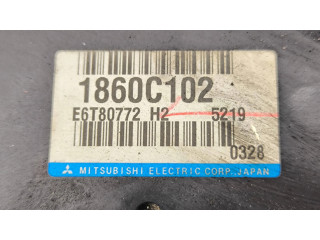 1860C102
E6T80772 H2 5219
0328
MITSUBISHI ELECTRIC CORP., JAPAN